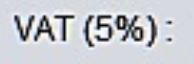 VAT (5%) :